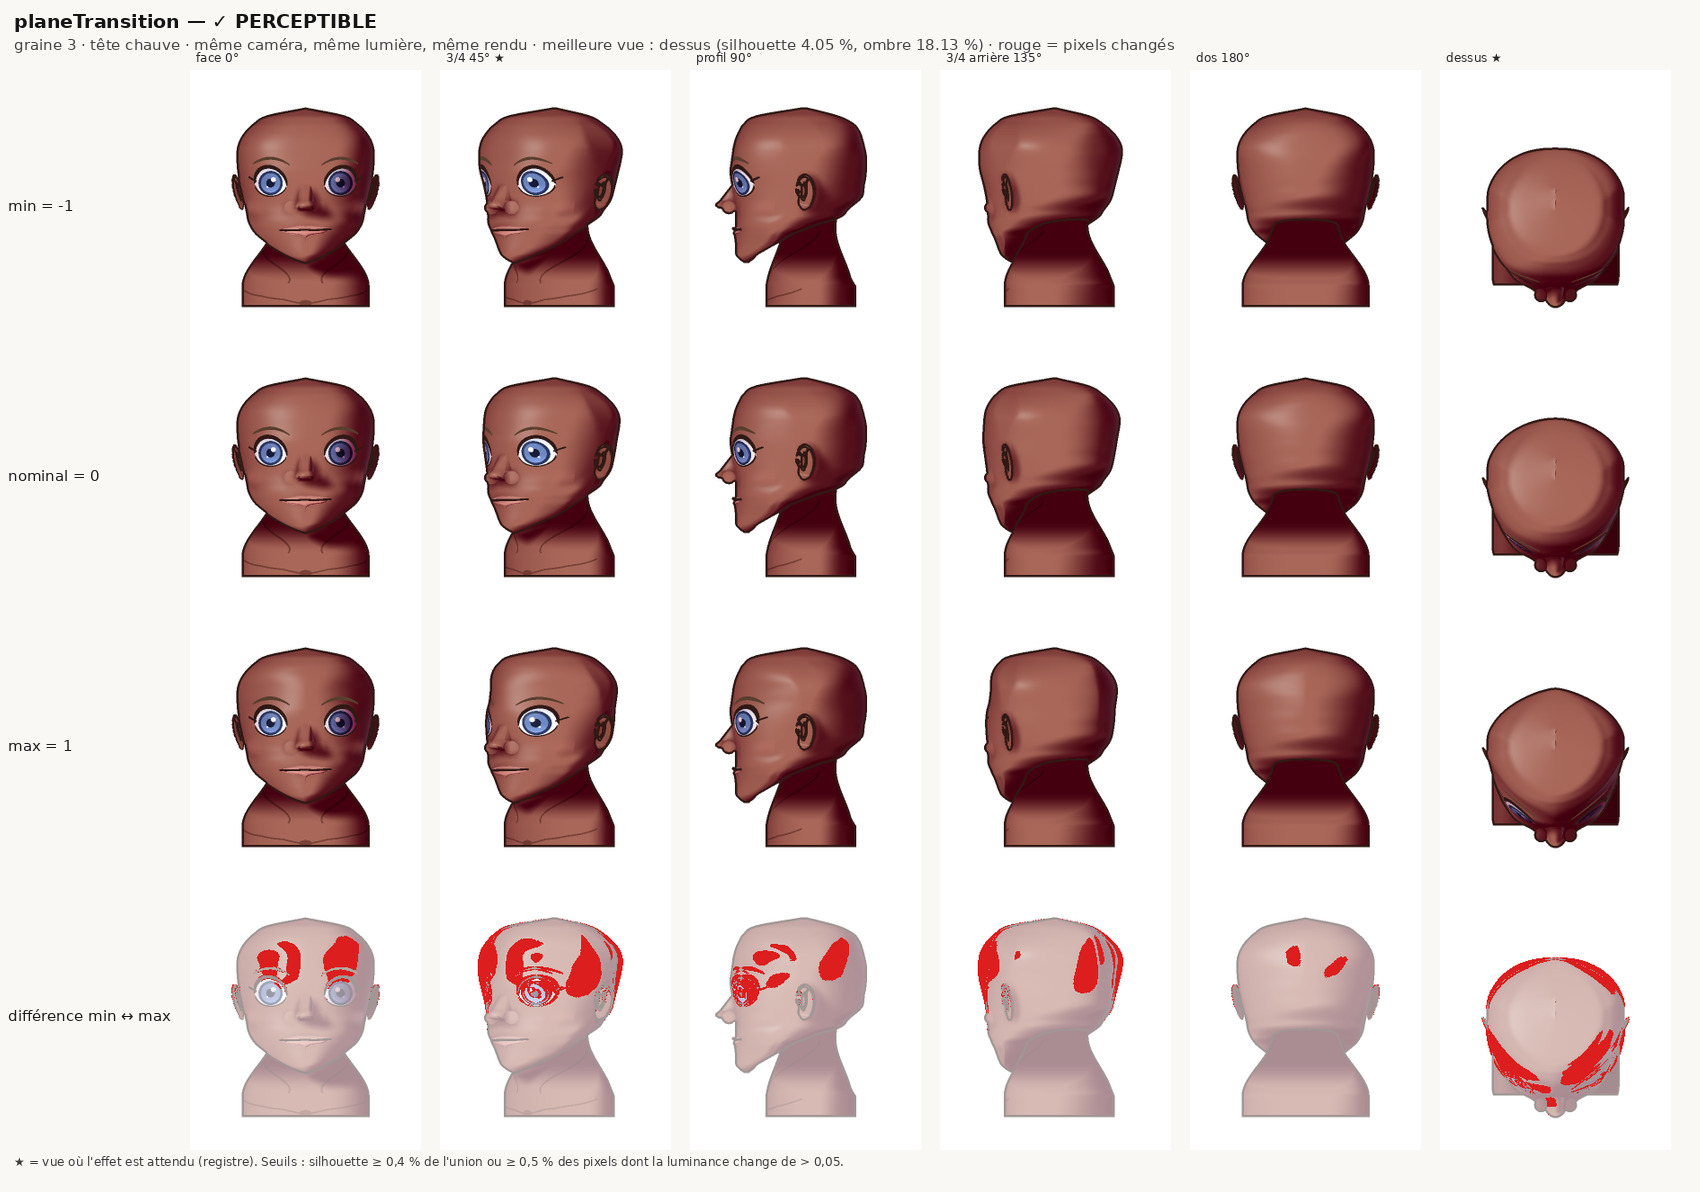 planeTransition — ✓ PERCEPTIBLE
graine 3 · tête chauve · même caméra, même lumière, même rendu · meilleure vue : dessus (silhouette 4.05 %, ombre 18.13 %) · rouge = pixels changés
face 0° 3/4 45° ★ profil 90° 3/4 arrière 135° dos 180° dessus ★
min = -1
nominal = 0
max = 1
différence min ↔ max
★ = vue où l'effet est attendu (registre). Seuils : silhouette ≥ 0,4 % de l'union ou ≥ 0,5 % des pixels dont la luminance change de > 0,05.